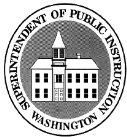 SUPERINTENDENT OF PUBLIC INSTRUCTION
WASHINGTON